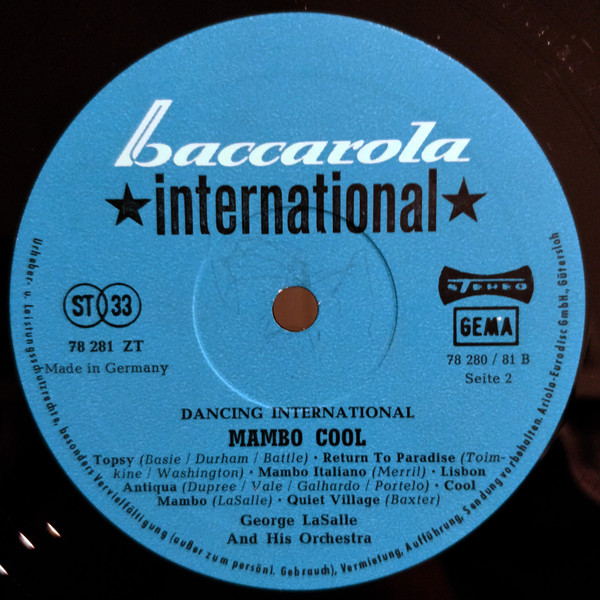 baccarola
★international★
ST 33
STEREO
GEMA
78 281 ZT
78 280 / 81 B
Made in Germany
Seite 2
DANCING INTERNATIONAL
MAMBO COOL
Topsy (Basie / Durham / Battle) · Return To Paradise (Toim-
kine / Washington) · Mambo Italiano (Merril) · Lisbon
Antiqua (Dupree / Vale / Galhardo / Portelo) · Cool
Mambo (LaSalle) · Quiet Village (Baxter)
George LaSalle
And His Orchestra
Urheber- u. Leistungsschutzrechte, besondere Vervielfältigung (außer zum persönl. Gebrauch), Vermietung, Aufführung, Sendung vorbehalten. Ariola-Eurodisc GmbH., Gütersloh